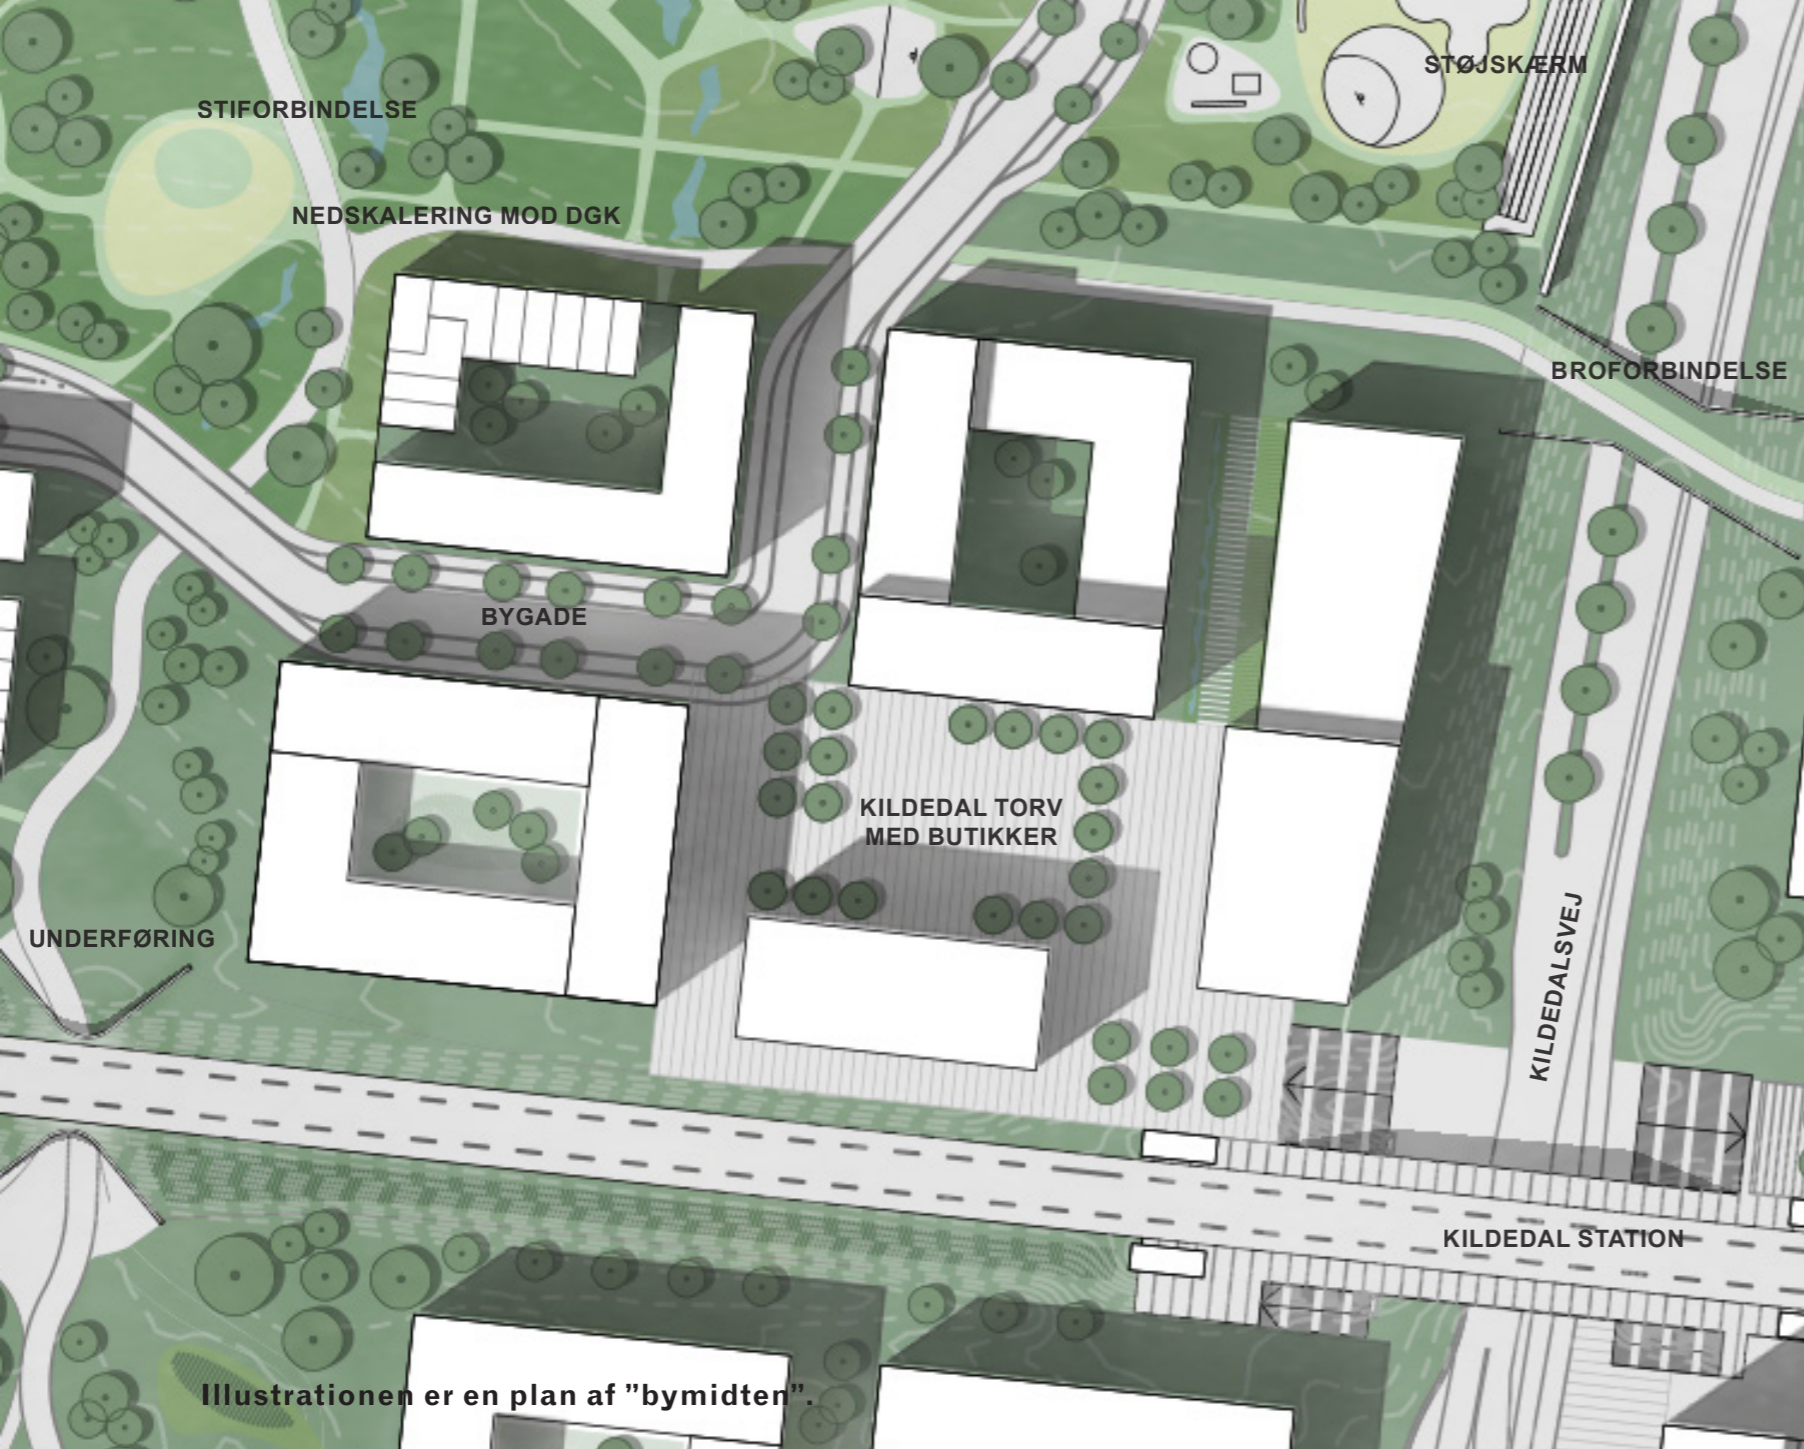 STØJSKÆRM
STIFORBINDELSE
NEDSKALERING MOD DGK
BROFORBINDELSE
BYGADE
KILDEDAL TORV
MED BUTIKKER
UNDERFØRING
KILDEDALSVEJ
KILDEDAL STATION
Illustrationen er en plan af ”bymidten”.